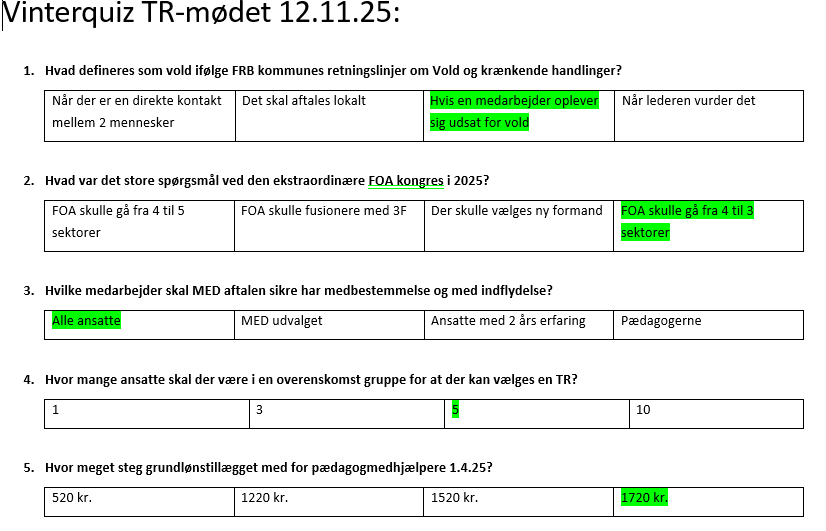 Vinterquiz TR-mødet 12.11.25:
1. Hvad defineres som vold ifølge FRB kommunes retningslinjer om Vold og krænkende handlinger?
Når der er en direkte kontakt mellem 2 mennesker
Det skal aftales lokalt
Hvis en medarbejder oplever sig udsat for vold
Når lederen vurder det
2. Hvad var det store spørgsmål ved den ekstraordinære FOA kongres i 2025?
FOA skulle gå fra 4 til 5 sektorer
FOA skulle fusionere med 3F
Der skulle vælges ny formand
FOA skulle gå fra 4 til 3 sektorer
3. Hvilke medarbejder skal MED aftalen sikre har medbestemmelse og med indflydelse?
Alle ansatte
MED udvalget
Ansatte med 2 års erfaring
Pædagogerne
4. Hvor mange ansatte skal der være i en overenskomst gruppe for at der kan vælges en TR?
1
3
5
10
5. Hvor meget steg grundlønstillægget med for pædagogmedhjælpere 1.4.25?
520 kr.
1220 kr.
1520 kr.
1720 kr.